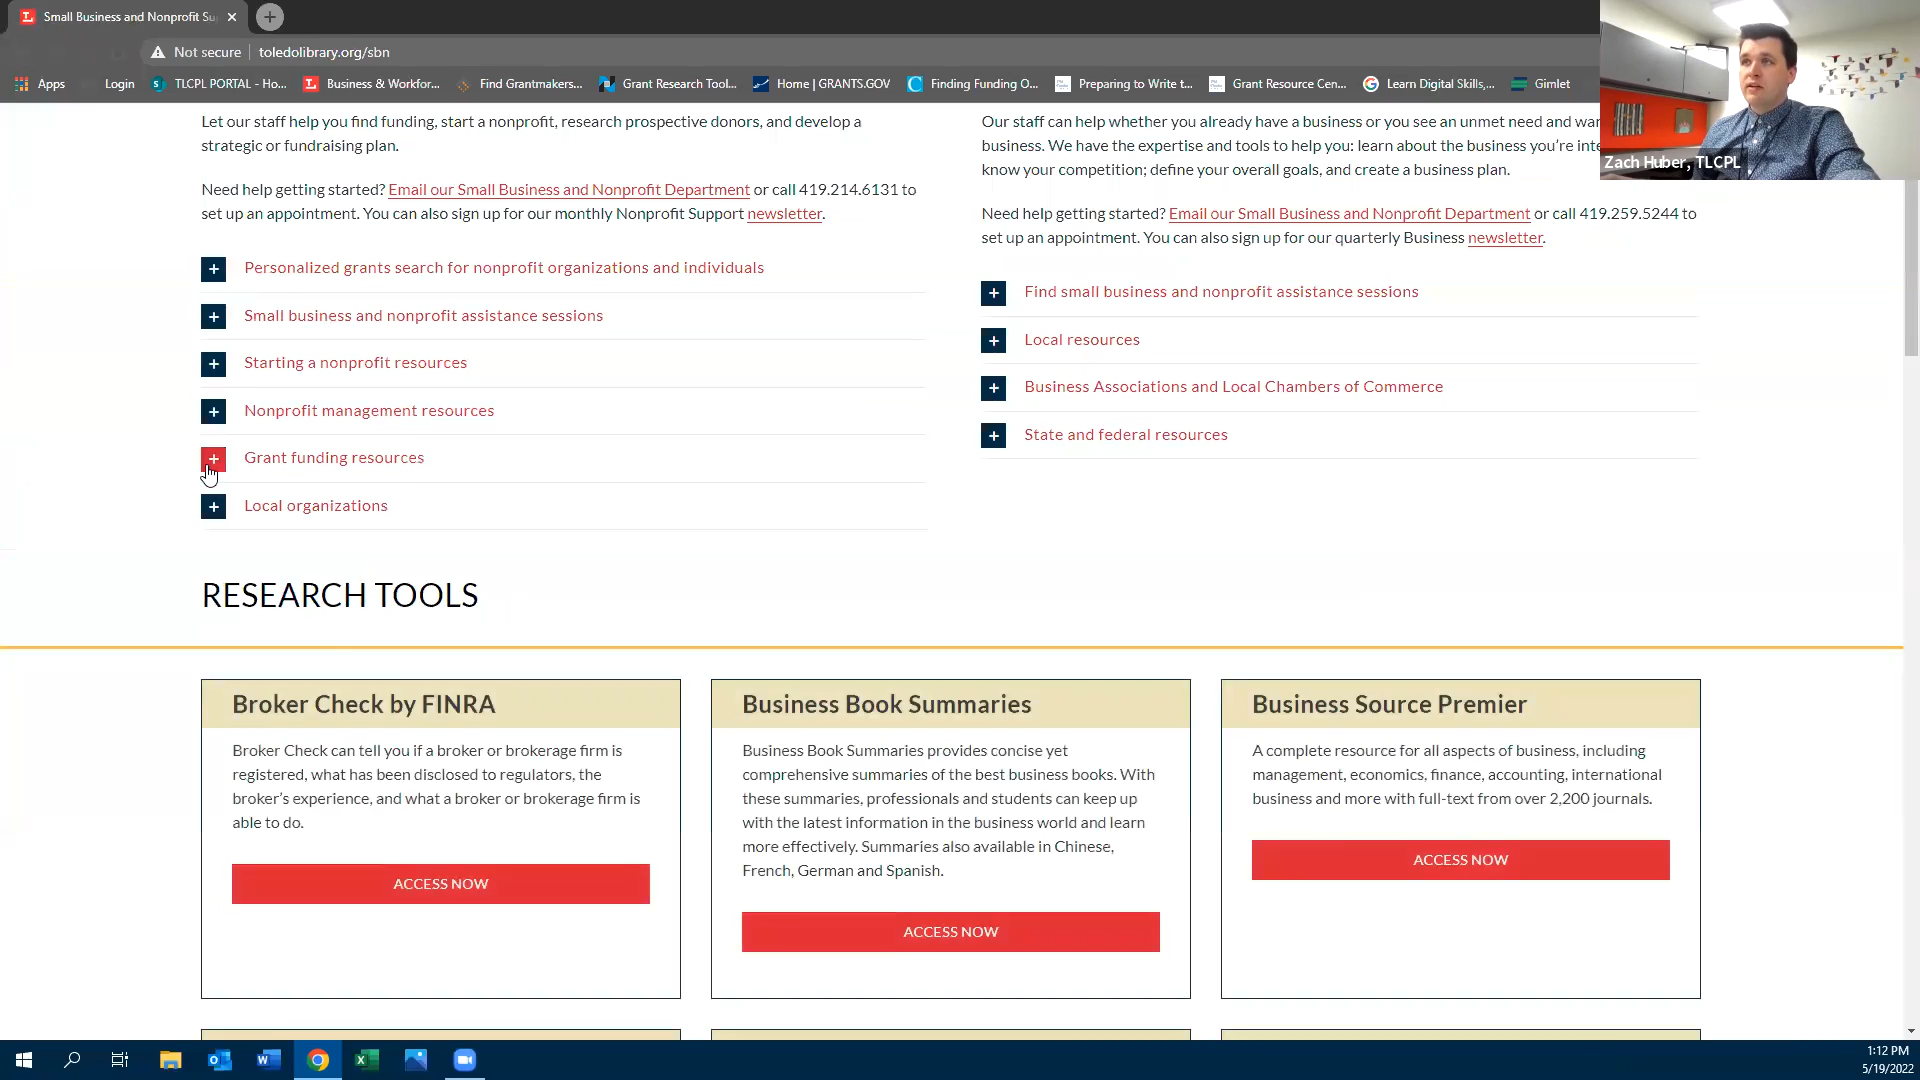 Small Business and Nonprofit Su
Not secure
toledolibrary.org/sbn
Apps
Login
TLCPL PORTAL - Ho...
Business & Workfor...
Find Grantmakers...
Grant Research Tool...
Home | GRANTS.GOV
Finding Funding O...
Preparing to Write t...
Grant Resource Cen...
Learn Digital Skills,...
Gimlet
Zach Huber, TLCPL
Let our staff help you find funding, start a nonprofit, research prospective donors, and develop a
strategic or fundraising plan.
Need help getting started? Email our Small Business and Nonprofit Department or call 419.214.6131 to
set up an appointment. You can also sign up for our monthly Nonprofit Support newsletter.
Personalized grants search for nonprofit organizations and individuals
Small business and nonprofit assistance sessions
Starting a nonprofit resources
Nonprofit management resources
Grant funding resources
Local organizations
Our staff can help whether you already have a business or you see an unmet need and
business. We have the expertise and tools to help you: learn about the business you're
know your competition; define your overall goals, and create a business plan.
Need help getting started? Email our Small Business and Nonprofit Department or call 419.259.5244 to
set up an appointment. You can also sign up for our quarterly Business newsletter.
Find small business and nonprofit assistance sessions
Local resources
Business Associations and Local Chambers of Commerce
State and federal resources
RESEARCH TOOLS
Broker Check by FINRA
Broker Check can tell you if a broker or brokerage firm is
registered, what has been disclosed to regulators, the
broker's experience, and what a broker or brokerage firm is
able to do.
ACCESS NOW
Business Book Summaries
Business Book Summaries provides concise yet
comprehensive summaries of the best business books. With
these summaries, professionals and students can keep up
with the latest information in the business world and learn
more effectively. Summaries also available in Chinese,
French, German and Spanish.
ACCESS NOW
Business Source Premier
A complete resource for all aspects of business, including
management, economics, finance, accounting, international
business and more with full-text from over 2,200 journals.
ACCESS NOW
1:12 PM
5/19/2022